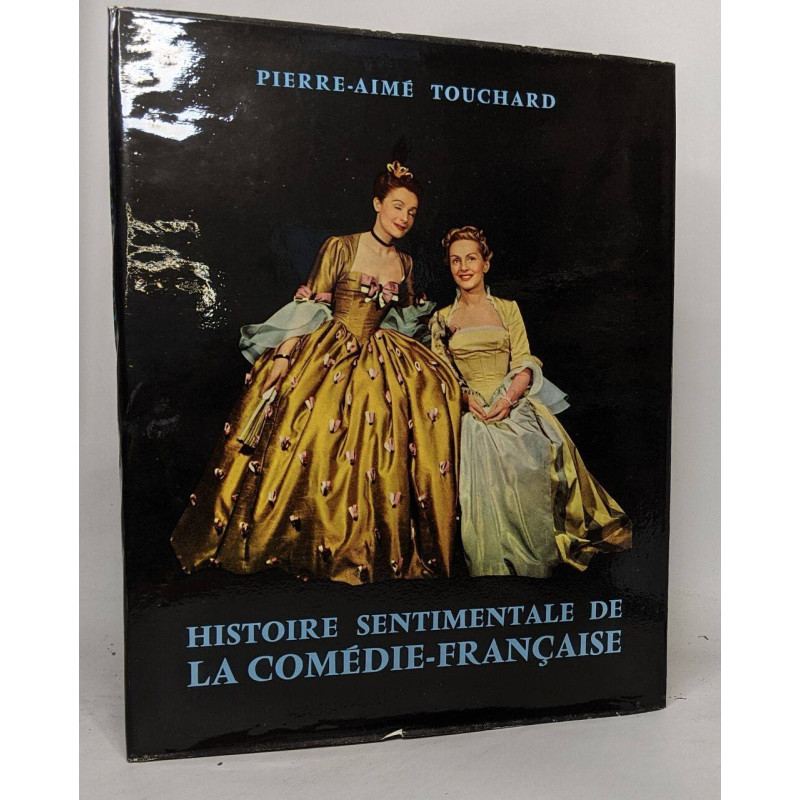 PIERRE-AIMÉ TOUCHARD
HISTOIRE SENTIMENTALE DE
LA COMÉDIE-FRANÇAISE